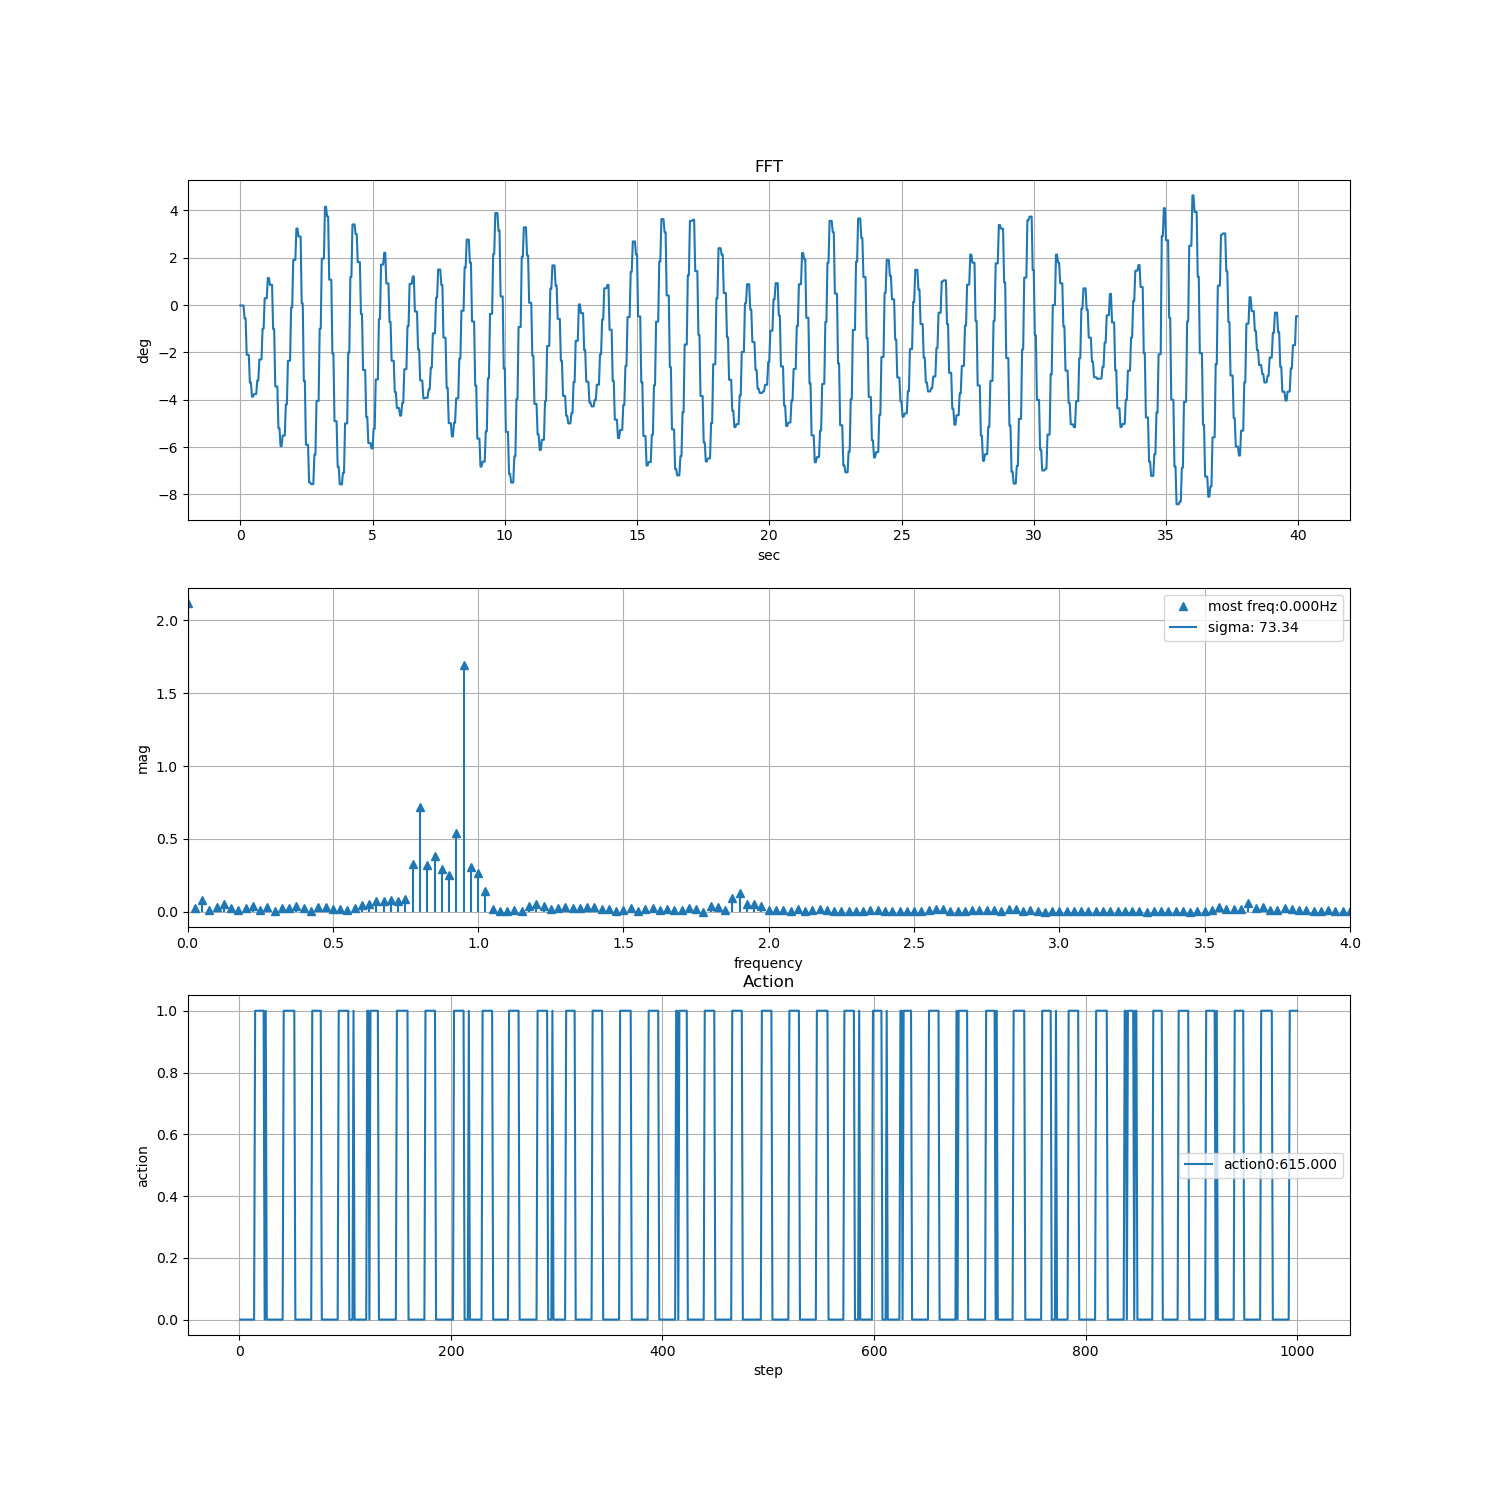 FFT
4
2
0
−2
−4
−6
−8
deg
0 5 10 15 20 25 30 35 40
sec
2.0
1.5
1.0
0.5
0.0
mag
most freq:0.000Hz
sigma: 73.34
0.0 0.5 1.0 1.5 2.0 2.5 3.0 3.5 4.0
frequency
Action
1.0
0.8
0.6
0.4
0.2
0.0
action
action0:615.000
0 200 400 600 800 1000
step